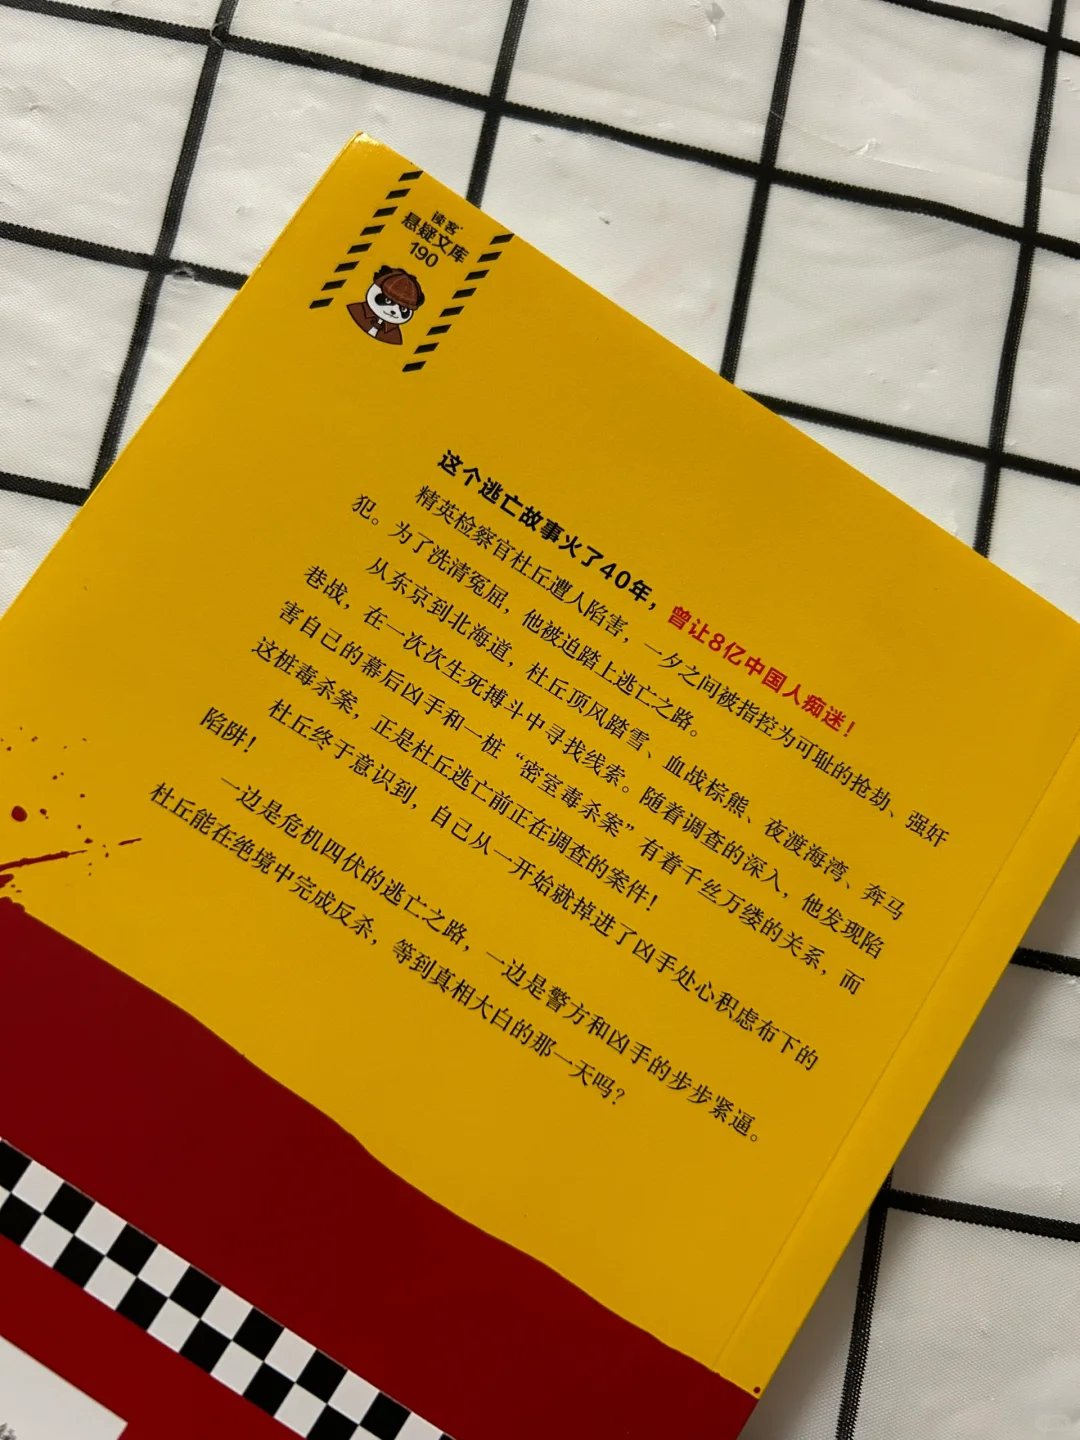 读客
悬疑文库
190
这个逃亡故事火了40年，曾让8亿中国人痴迷！
精英检察官杜丘遭人陷害，一夕之间被指控为可耻的抢劫、强奸
犯。为了洗清冤屈，他被迫踏上逃亡之路。
从东京到北海道，杜丘顶风踏雪、血战棕熊、夜渡海湾、奔马
巷战，在一次次生死搏斗中寻找线索。随着调查的深入，他发现陷
害自己的幕后凶手和一桩“密室毒杀案”有着千丝万缕的关系，而
这桩毒杀案，正是杜丘逃亡前正在调查的案件！
杜丘终于意识到，自己从一开始就掉进了凶手处心积虑布下的
陷阱！
一边是危机四伏的逃亡之路，一边是警方和凶手的步步紧逼。
杜丘能在绝境中完成反杀，等到真相大白的那一天吗？